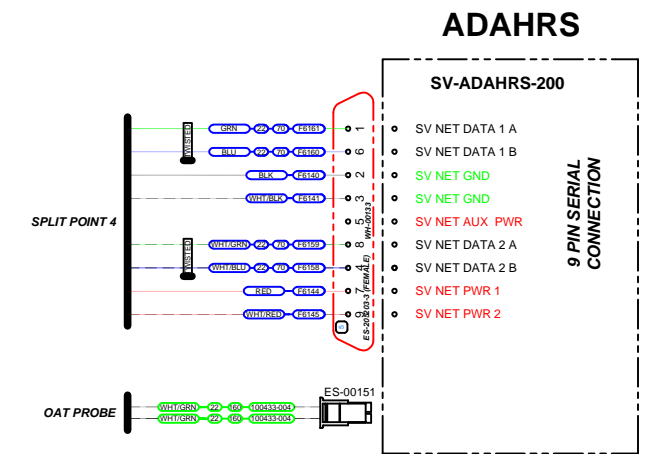 ADAHRS
SV-ADAHRS-200
GRN 22 70 F6161 1 SV NET DATA 1 A
TWISTED
BLU 22 70 F6160 6 SV NET DATA 1 B
BLK F6140 2 SV NET GND
WHT/BLK F6141 3 SV NET GND
SPLIT POINT 4
5 SV NET AUX PWR
WHT/GRN 22 70 F6159 8 SV NET DATA 2 A
TWISTED
WHT/BLU 22 70 F6158 4 SV NET DATA 2 B
RED F6144 7 SV NET PWR 1
WHT/RED F6145 9 SV NET PWR 2
WH-00133
(FEMALE)
5
9 PIN SERIAL
CONNECTION
ES-00151
OAT PROBE
WHT/GRN 22 160 100433-004
WHT/GRN 22 160 100433-004